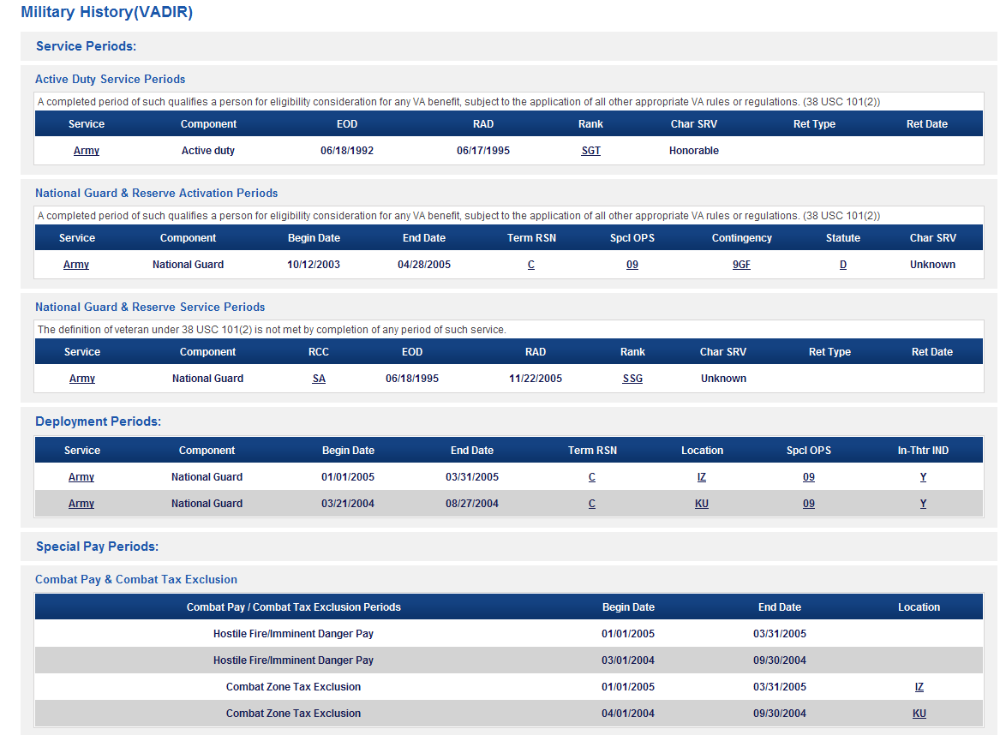 Military History(VADIR)
Service Periods:
Active Duty Service Periods
A completed period of such qualifies a person for eligibility consideration for any VA benefit, subject to the application of all other appropriate VA rules or regulations. (38 USC 101(2))
Service Component EOD RAD Rank Char SRV Ret Type Ret Date
Army Active duty 06/18/1992 06/17/1995 SGT Honorable
National Guard & Reserve Activation Periods
A completed period of such qualifies a person for eligibility consideration for any VA benefit, subject to the application of all other appropriate VA rules or regulations. (38 USC 101(2))
Service Component Begin Date End Date Term RSN Spcl OPS Contingency Statute Char SRV
Army National Guard 10/12/2003 04/28/2005 C 09 9GF D Unknown
National Guard & Reserve Service Periods
The definition of veteran under 38 USC 101(2) is not met by completion of any period of such service.
Service Component RCC EOD RAD Rank Char SRV Ret Type Ret Date
Army National Guard SA 06/18/1995 11/22/2005 SSG Unknown
Deployment Periods:
Service Component Begin Date End Date Term RSN Location Spcl OPS In-Thtr IND
Army National Guard 01/01/2005 03/31/2005 C IZ 09 Y
Army National Guard 03/21/2004 08/27/2004 C KU 09 Y
Special Pay Periods:
Combat Pay & Combat Tax Exclusion
Combat Pay / Combat Tax Exclusion Periods Begin Date End Date Location
Hostile Fire/Imminent Danger Pay 01/01/2005 03/31/2005
Hostile Fire/Imminent Danger Pay 03/01/2004 09/30/2004
Combat Zone Tax Exclusion 01/01/2005 03/31/2005 IZ
Combat Zone Tax Exclusion 04/01/2004 09/30/2004 KU